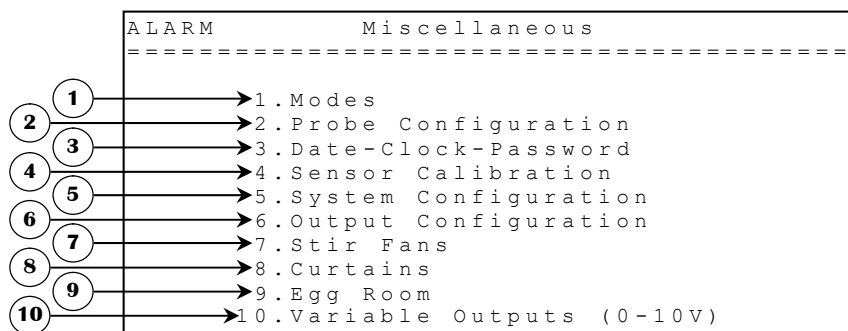 ALARM Miscellaneous
========================================
1 1.Modes
2 2.Probe Configuration
3 3.Date-Clock-Password
4 4.Sensor Calibration
5 5.System Configuration
6 6.Output Configuration
7 7.Stir Fans
8 8.Curtains
9 9.Egg Room
10 10.Variable Outputs (0-10V)